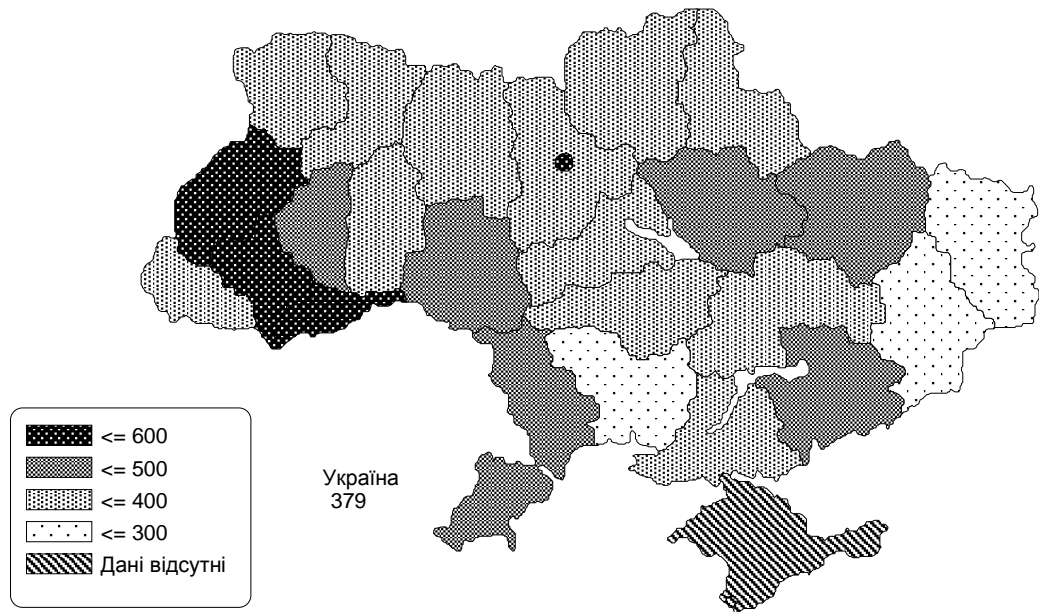 Україна
379
<= 600
<= 500
<= 400
<= 300
Дані відсутні